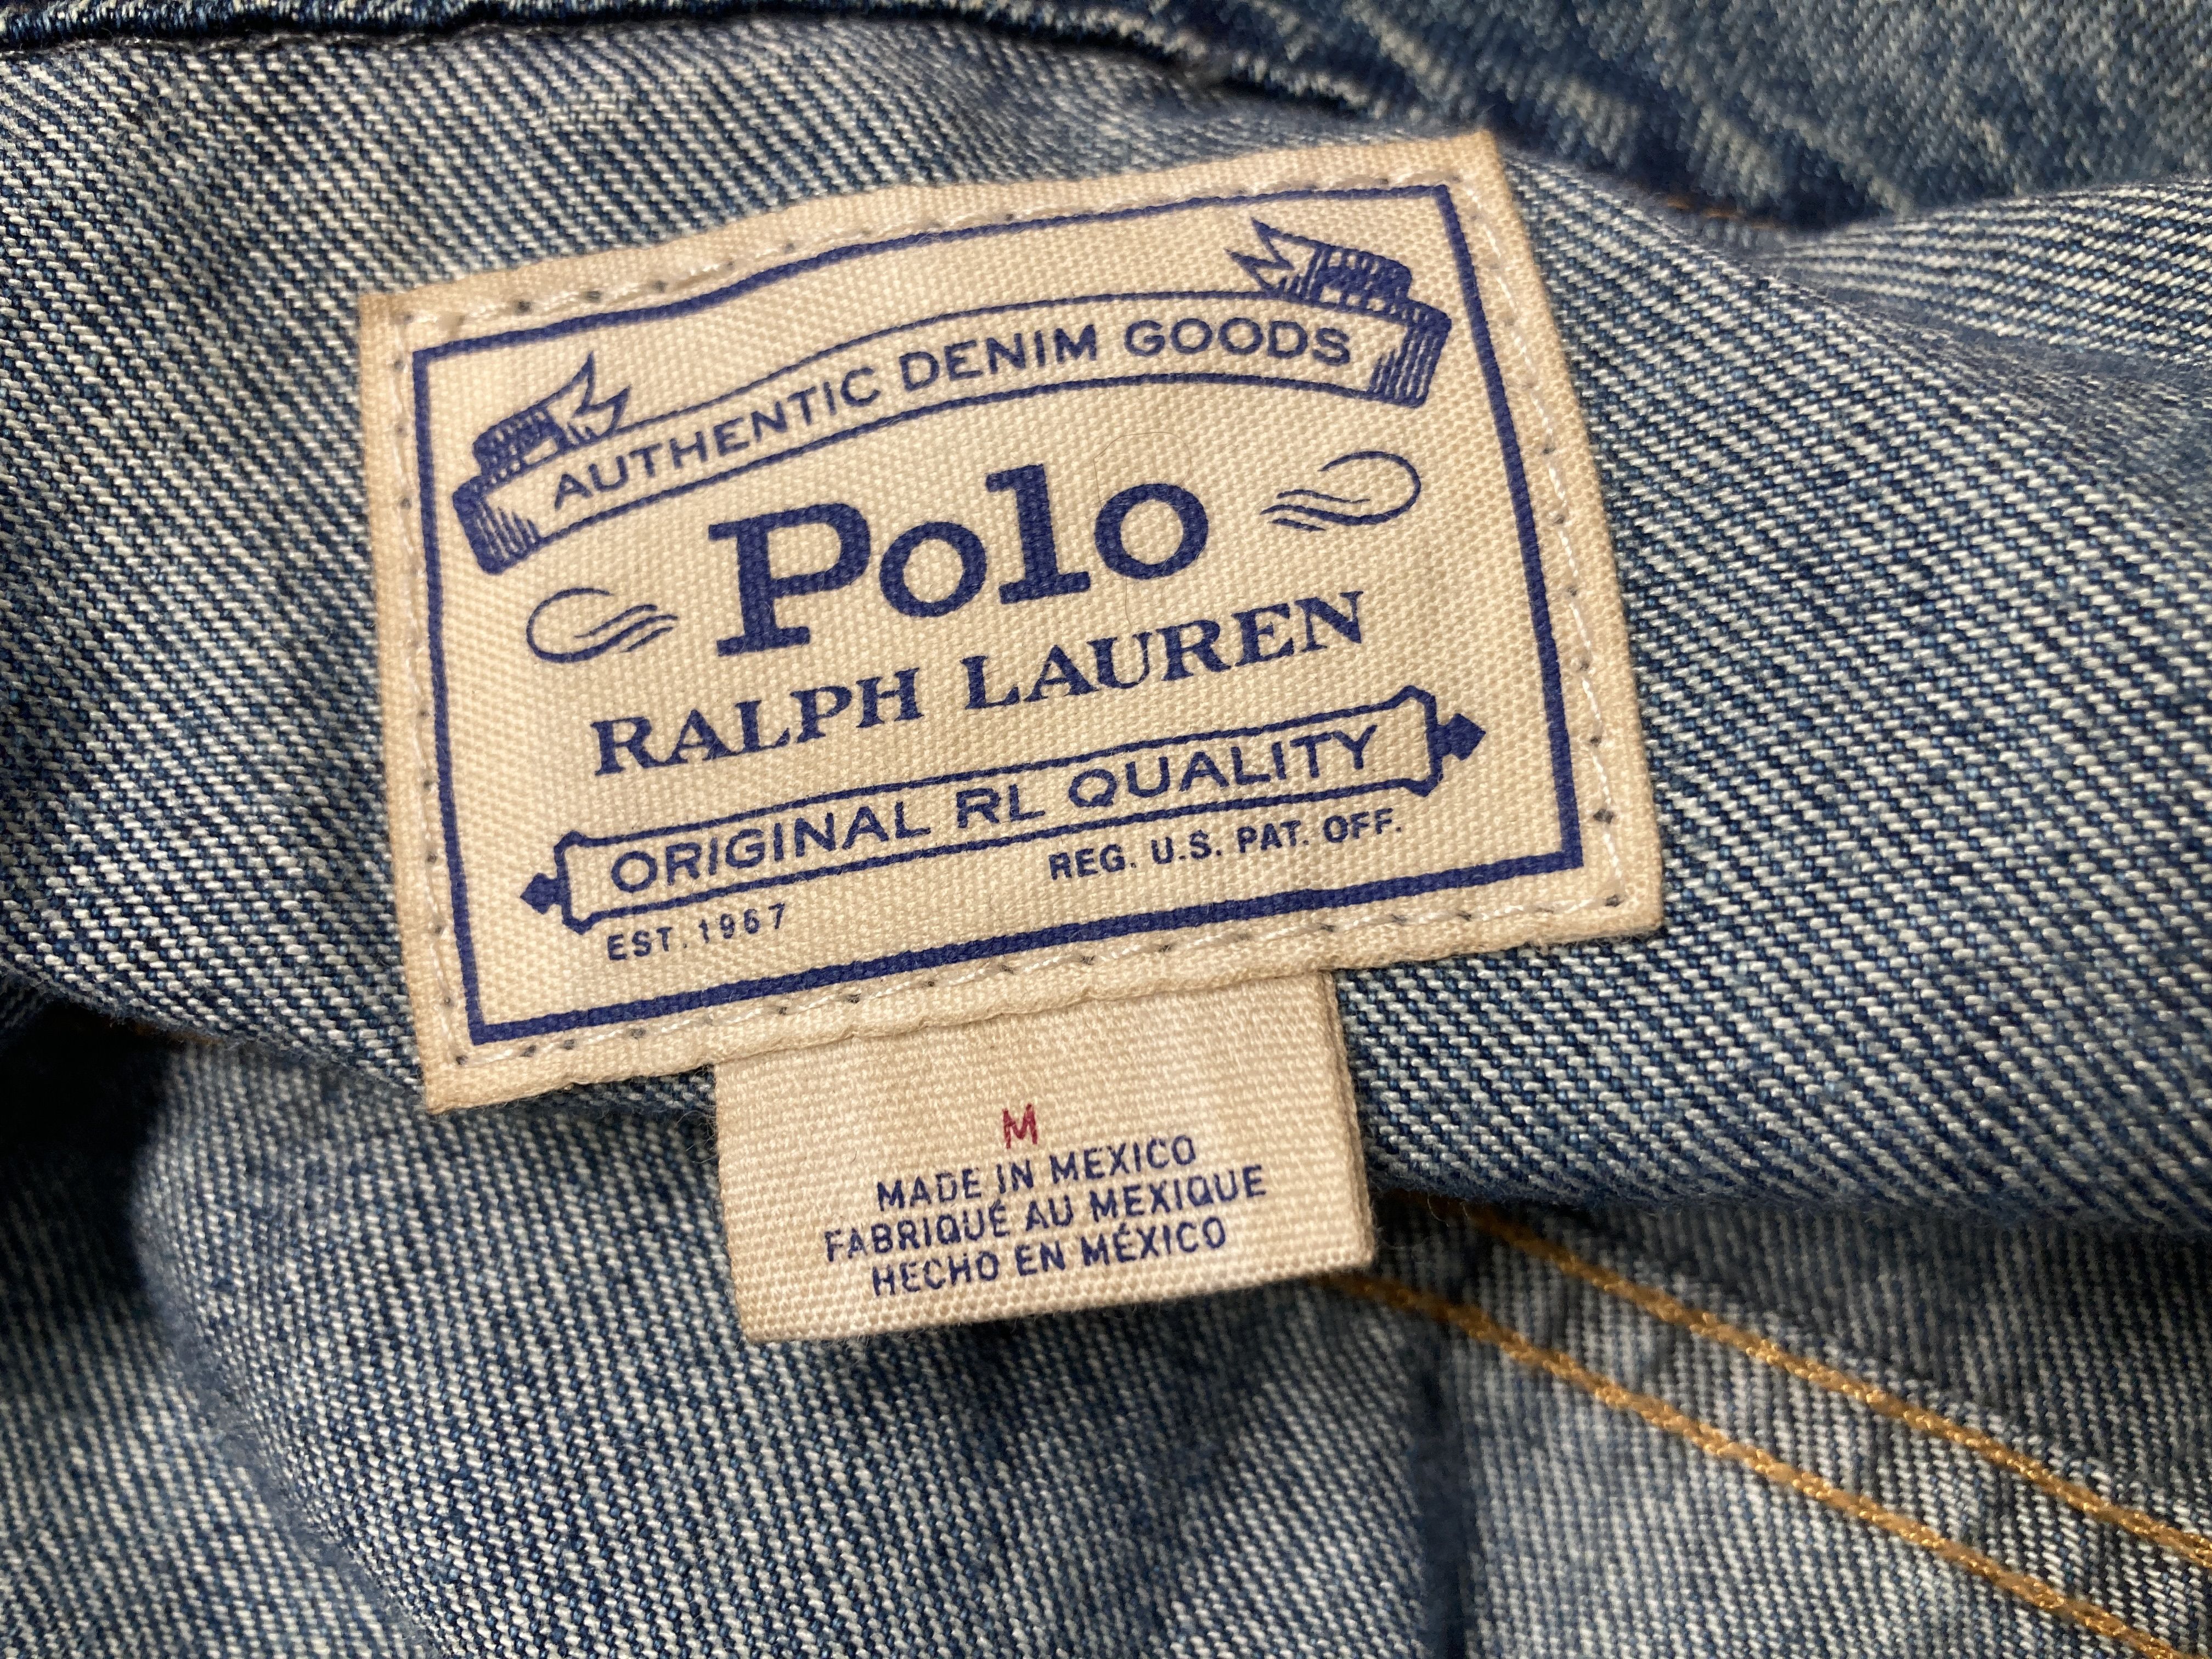 AUTHENTIC DENIM GOODS
Polo
RALPH LAUREN
ORIGINAL RL QUALITY
EST. 1967 REG. U.S. PAT. OFF.
M
MADE IN MEXICO
FABRIQUÉ AU MEXIQUE
HECHO EN MÉXICO